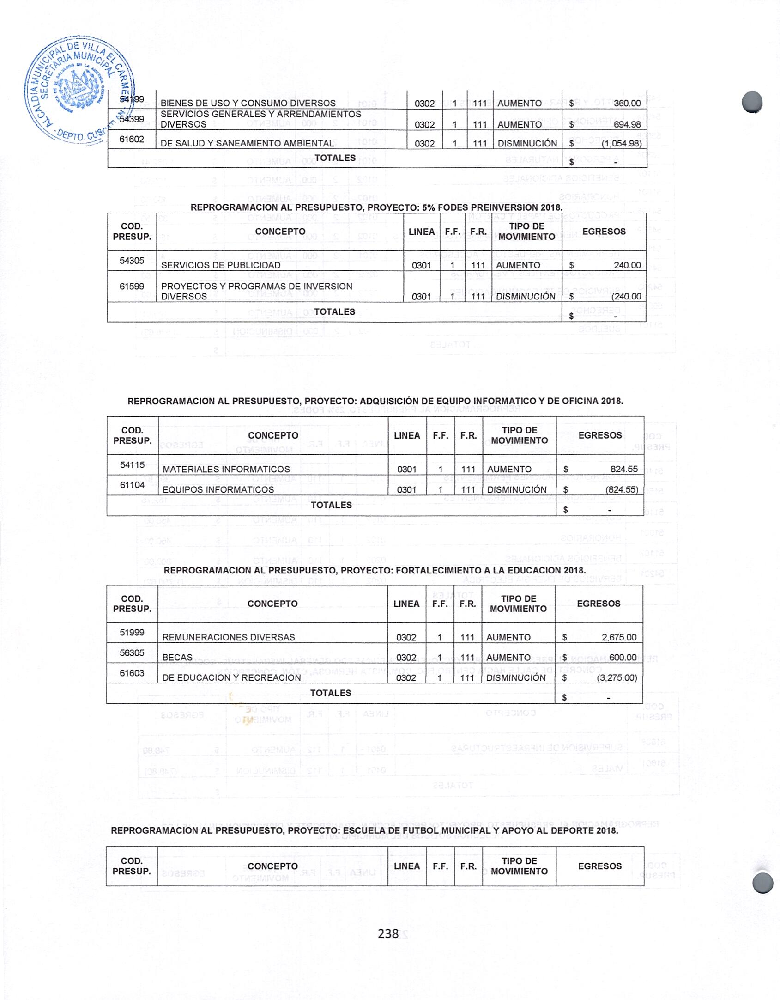 ALCALDIA MUNICIPAL DE VILLA EL CARMEN
SECRETARIA MUNICIPAL
- DEPTO. CUSCATLAN -
54199 BIENES DE USO Y CONSUMO DIVERSOS 0302 1 111 AUMENTO $ 360.00
54399 SERVICIOS GENERALES Y ARRENDAMIENTOS
DIVERSOS 0302 1 111 AUMENTO $ 694.98
61602 DE SALUD Y SANEAMIENTO AMBIENTAL 0302 1 111 DISMINUCIÓN $ (1,054.98)
TOTALES $ -
REPROGRAMACION AL PRESUPUESTO, PROYECTO: 5% FODES PREINVERSION 2018.
COD. PRESUP. CONCEPTO LINEA F.F. F.R. TIPO DE MOVIMIENTO EGRESOS
54305 SERVICIOS DE PUBLICIDAD 0301 1 111 AUMENTO $ 240.00
61599 PROYECTOS Y PROGRAMAS DE INVERSION
DIVERSOS 0301 1 111 DISMINUCIÓN $ (240.00
TOTALES $ -
REPROGRAMACION AL PRESUPUESTO, PROYECTO: ADQUISICIÓN DE EQUIPO INFORMATICO Y DE OFICINA 2018.
COD. PRESUP. CONCEPTO LINEA F.F. F.R. TIPO DE MOVIMIENTO EGRESOS
54115 MATERIALES INFORMATICOS 0301 1 111 AUMENTO $ 824.55
61104 EQUIPOS INFORMATICOS 0301 1 111 DISMINUCIÓN $ (824.55)
TOTALES $ -
REPROGRAMACION AL PRESUPUESTO, PROYECTO: FORTALECIMIENTO A LA EDUCACION 2018.
COD. PRESUP. CONCEPTO LINEA F.F. F.R. TIPO DE MOVIMIENTO EGRESOS
51999 REMUNERACIONES DIVERSAS 0302 1 111 AUMENTO $ 2,675.00
56305 BECAS 0302 1 111 AUMENTO $ 600.00
61603 DE EDUCACION Y RECREACION 0302 1 111 DISMINUCIÓN $ (3,275.00)
TOTALES $ -
REPROGRAMACION AL PRESUPUESTO, PROYECTO: ESCUELA DE FUTBOL MUNICIPAL Y APOYO AL DEPORTE 2018.
COD. PRESUP. CONCEPTO LINEA F.F. F.R. TIPO DE MOVIMIENTO EGRESOS
238